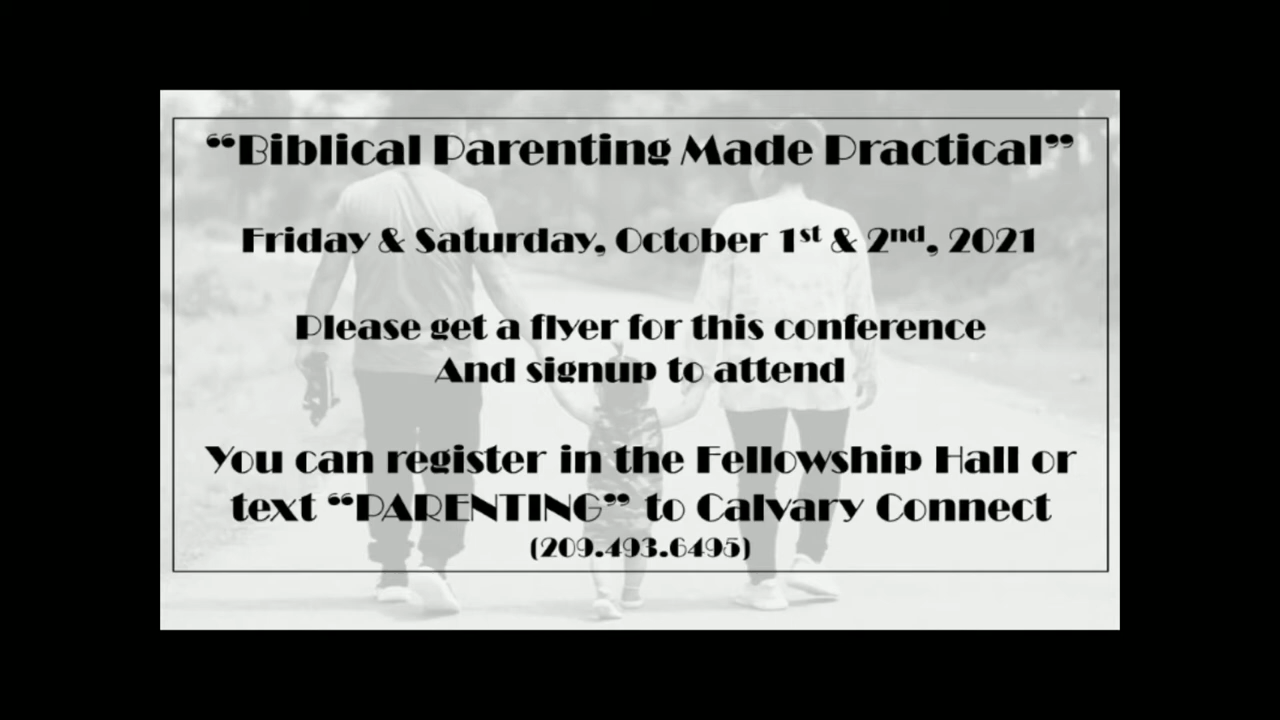 “Biblical Parenting Made Practical”
Friday & Saturday, October 1st & 2nd, 2021
Please get a flyer for this conference
And signup to attend
You can register in the Fellowship Hall or
text “PARENTING” to Calvary Connect
(209.493.6495)